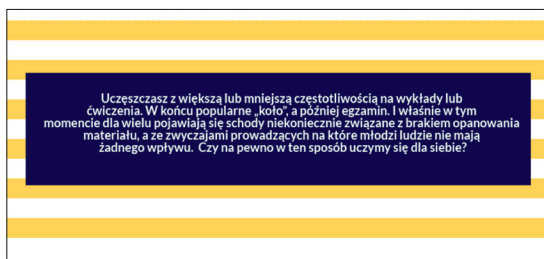 Uczęszczasz z większą lub mniejszą częstotliwością na wykłady lub
ćwiczenia. W końcu popularne „koło”, a później egzamin. I właśnie w tym
momencie dla wielu pojawiają się schody niekoniecznie związane z brakiem opanowania
materiału, a ze zwyczajami prowadzących na które młodzi ludzie nie mają
żadnego wpływu. Czy na pewno w ten sposób uczymy się dla siebie?